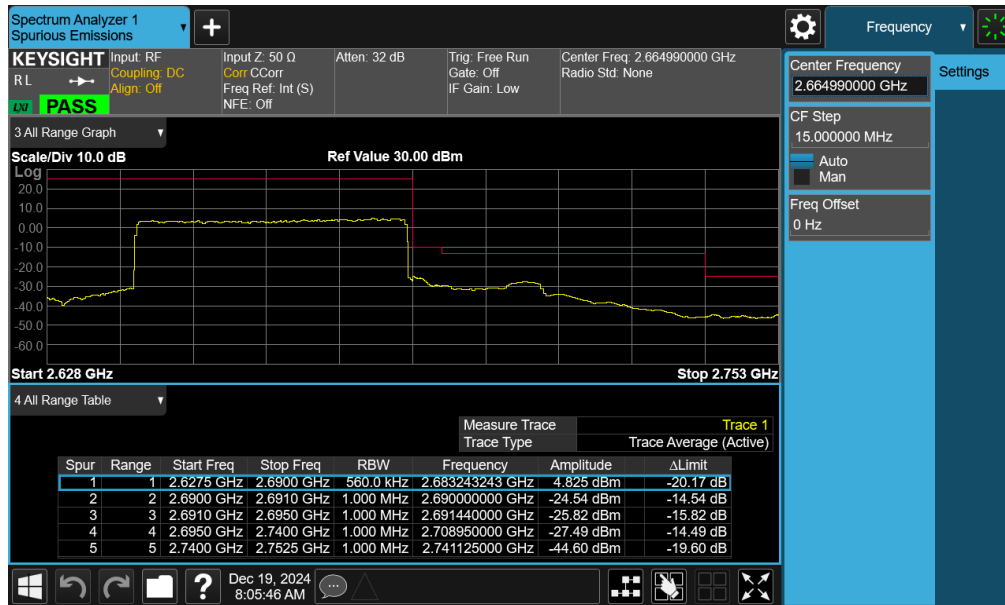 Spectrum Analyzer 1
Spurious Emissions
Frequency
KEYSIGHT
R L
LXI
PASS
Input: RF
Coupling: DC
Align: Off
Input Z: 50 Ω
Corr CCorr
Freq Ref: Int (S)
NFE: Off
Atten: 32 dB
Trig: Free Run
Gate: Off
IF Gain: Low
Center Freq: 2.664990000 GHz
Radio Std: None
Center Frequency
2.664990000 GHz
Settings
CF Step
15.000000 MHz
Auto
Man
Freq Offset
0 Hz
3 All Range Graph
Scale/Div 10.0 dB
Ref Value 30.00 dBm
Log
20.0
10.0
0.00
-10.0
-20.0
-30.0
-40.0
-50.0
-60.0
Start 2.628 GHz
Stop 2.753 GHz
4 All Range Table
Measure Trace Trace 1
Trace Type Trace Average (Active)
Spur Range Start Freq Stop Freq RBW Frequency Amplitude ΔLimit
1 1 2.6275 GHz 2.6900 GHz 560.0 kHz 2.683243243 GHz 4.825 dBm -20.17 dB
2 2 2.6900 GHz 2.6910 GHz 1.000 MHz 2.690000000 GHz -24.54 dBm -14.54 dB
3 3 2.6910 GHz 2.6950 GHz 1.000 MHz 2.691440000 GHz -25.82 dBm -15.82 dB
4 4 2.6950 GHz 2.7400 GHz 1.000 MHz 2.708950000 GHz -27.49 dBm -14.49 dB
5 5 2.7400 GHz 2.7525 GHz 1.000 MHz 2.741125000 GHz -44.60 dBm -19.60 dB
Dec 19, 2024
8:05:46 AM